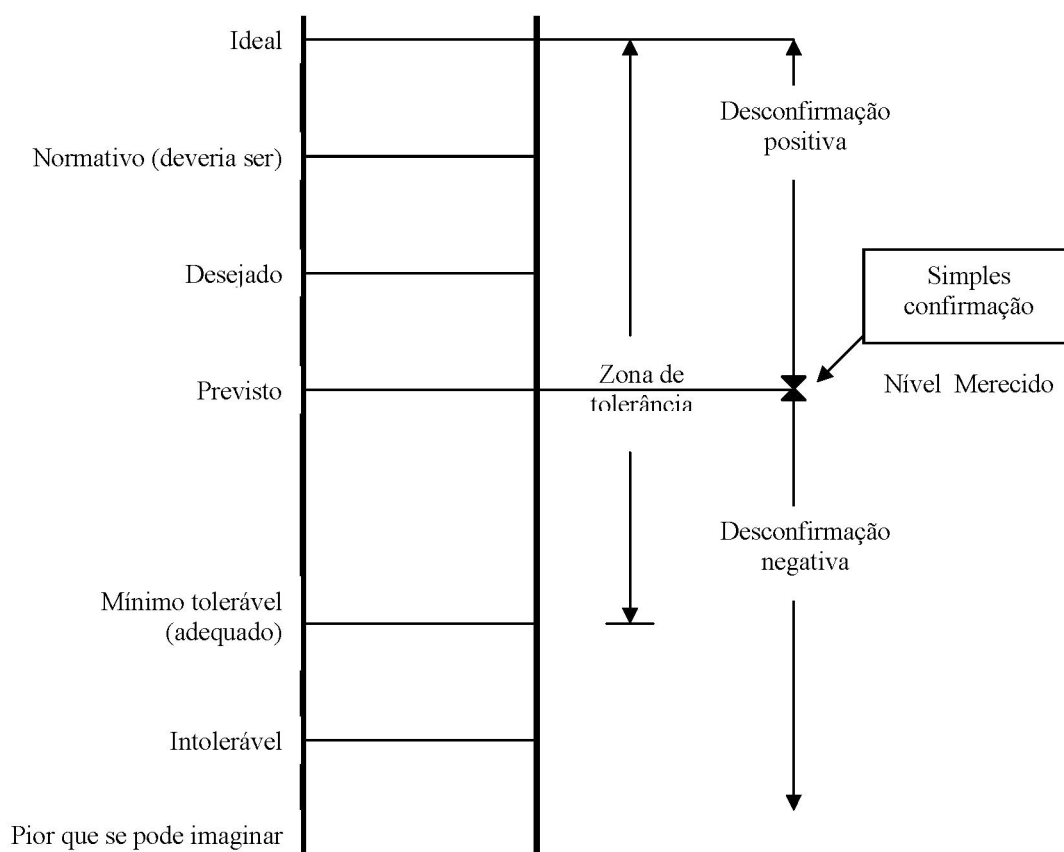 Ideal
Desconfirmação
positiva
Normativo (deveria ser)
Desejado
Simples
confirmação
Previsto
Zona de
tolerância
Nível Merecido
Desconfirmação
negativa
Mínimo tolerável
(adequado)
Intolerável
Pior que se pode imaginar